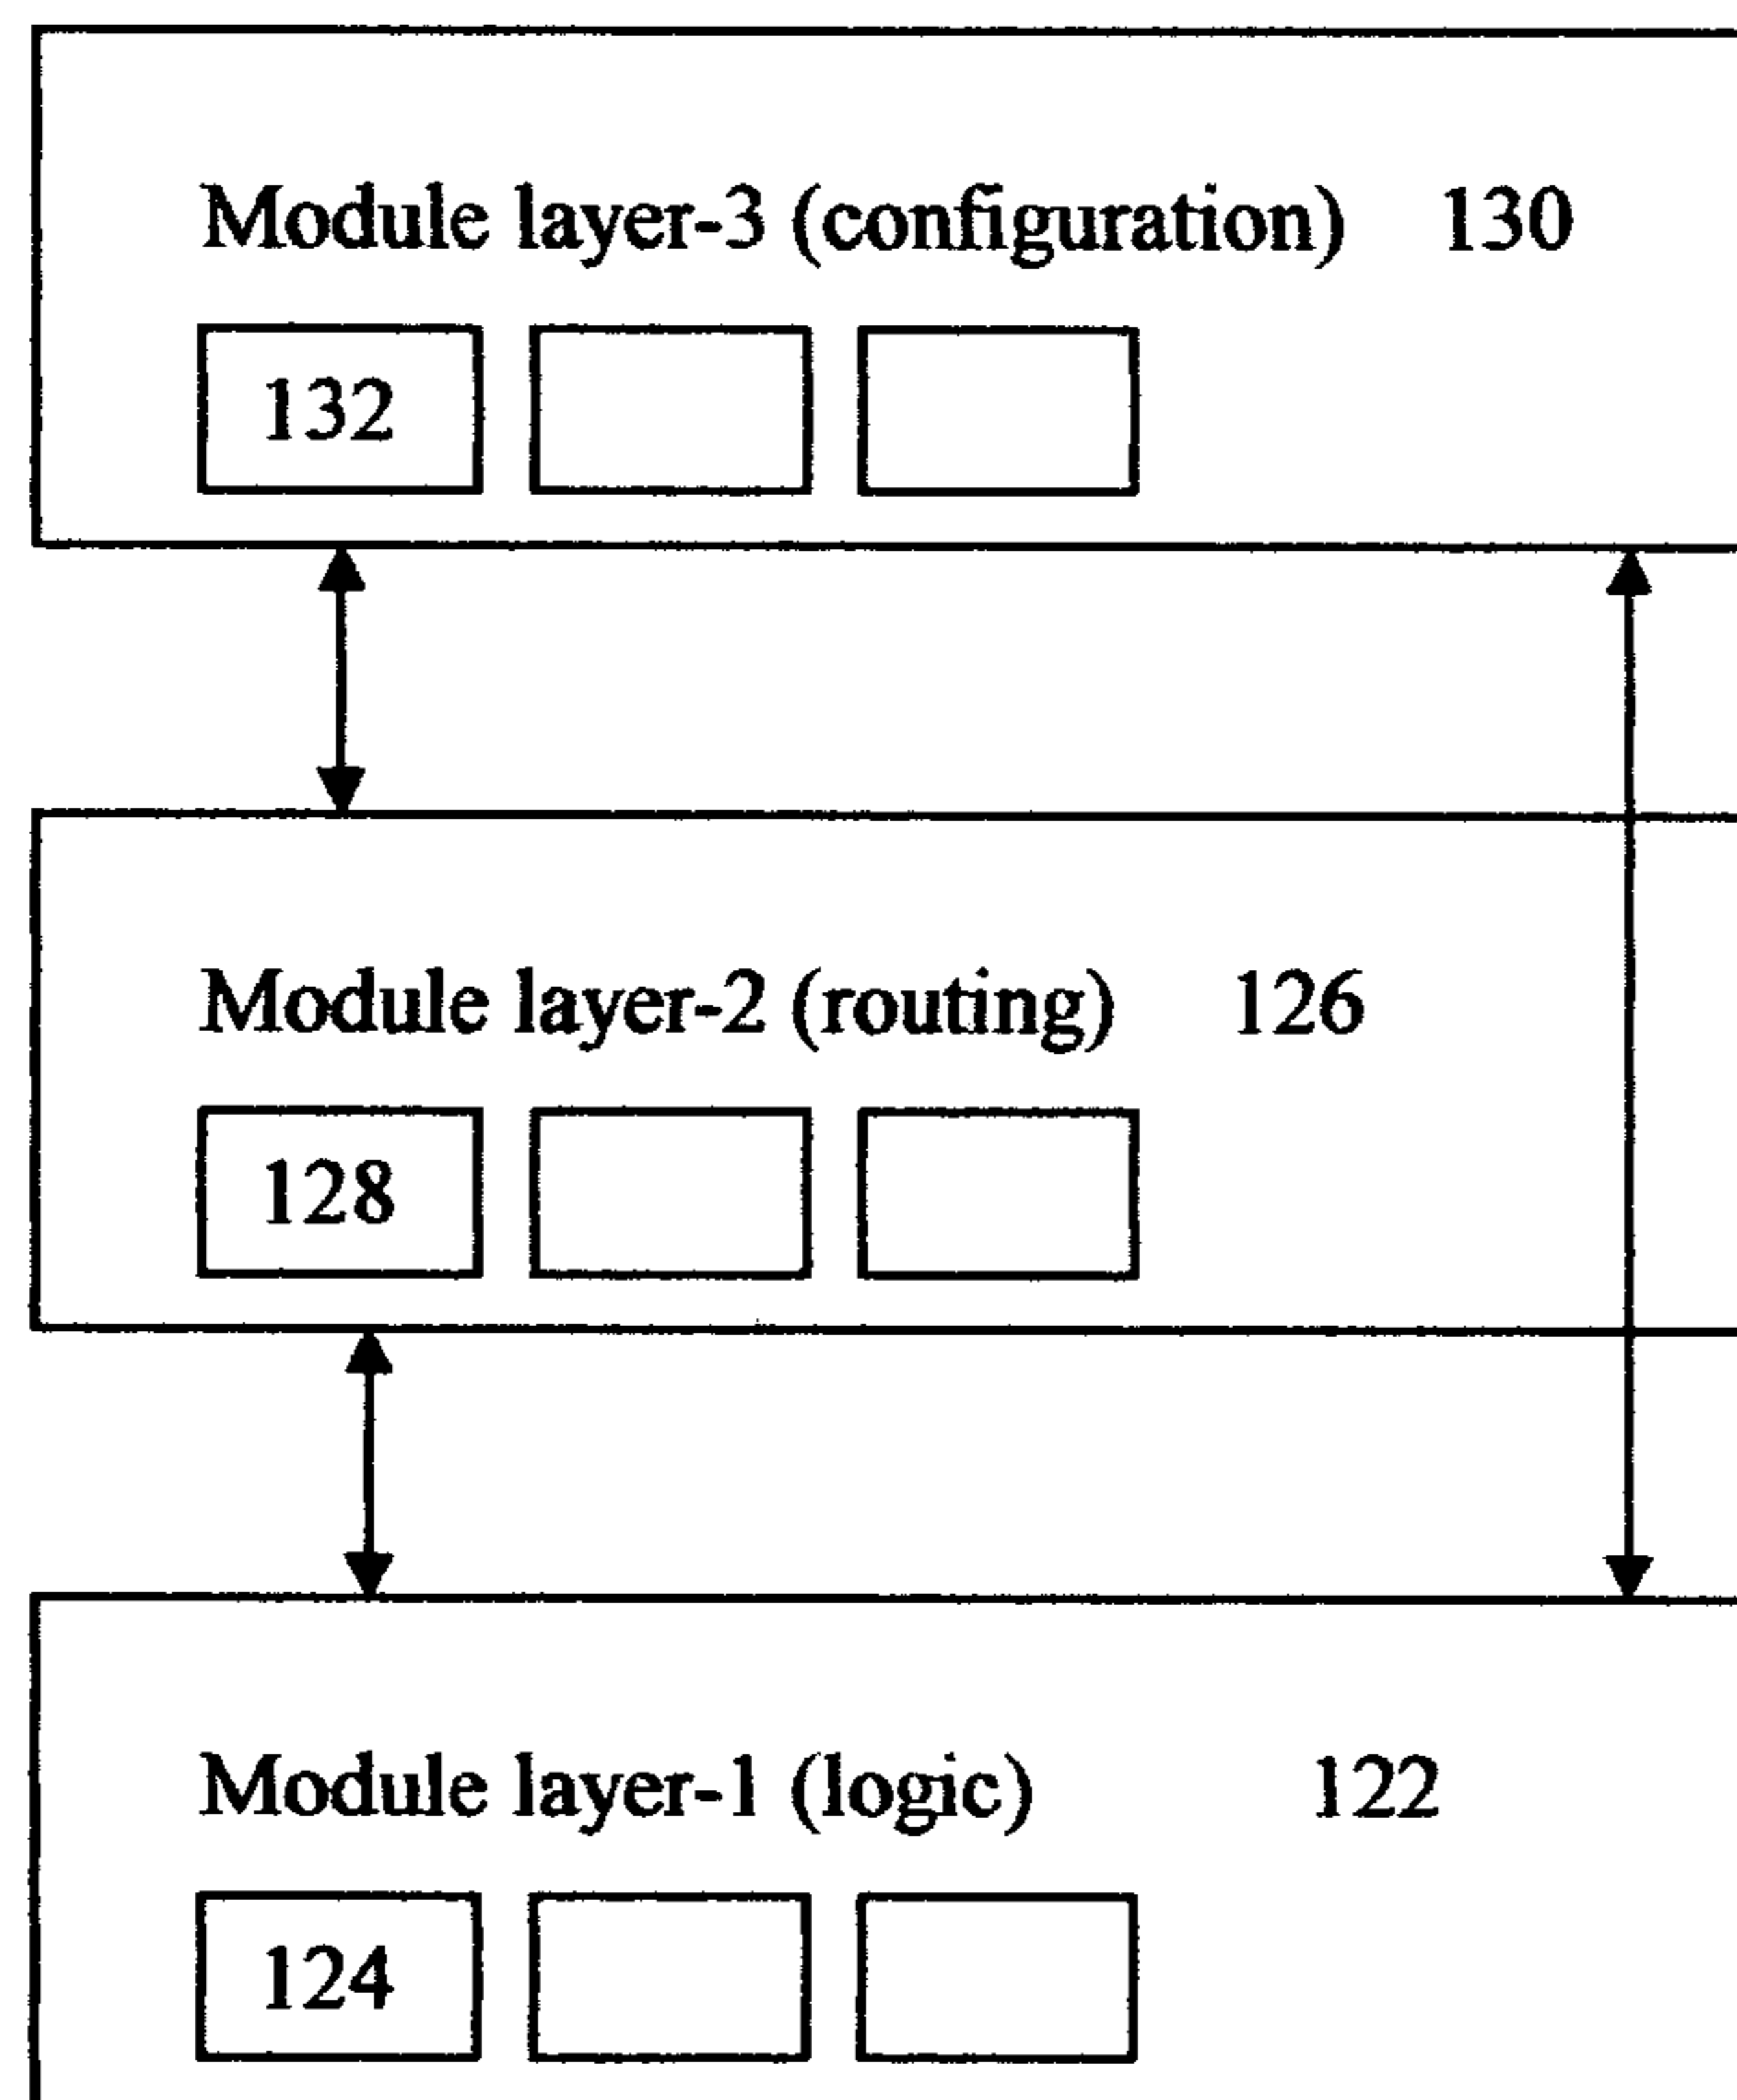 Module layer-3 (configuration) 130
132
Module layer-2 (routing) 126
128
Module layer-1 (logic) 122
124